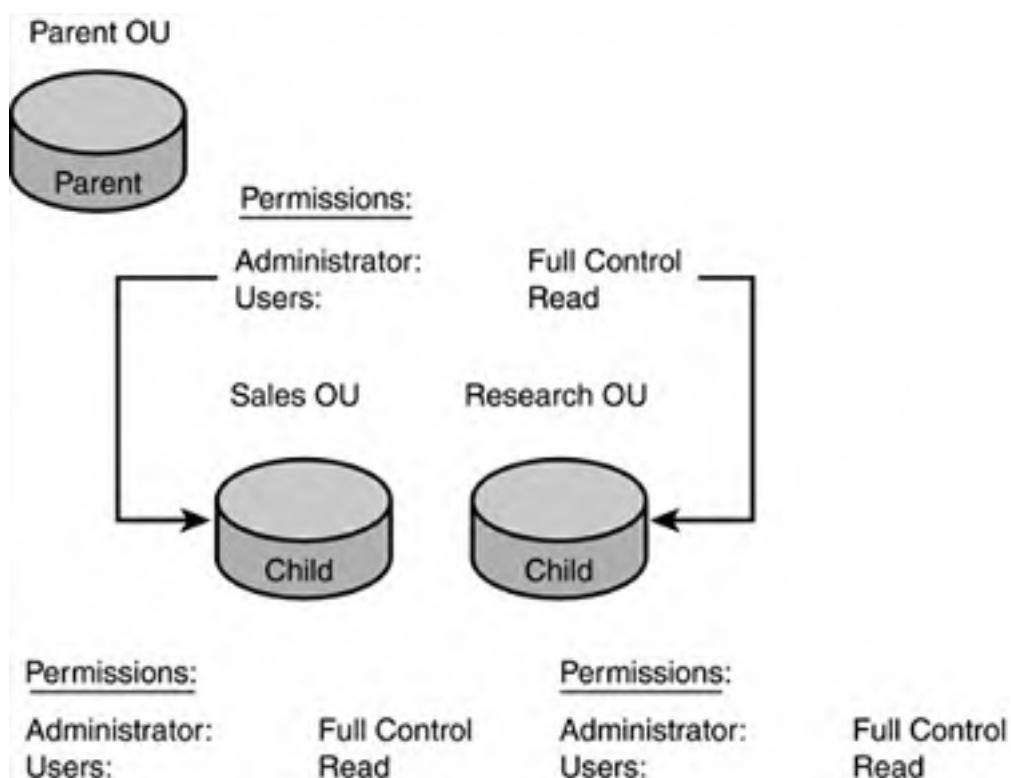 Parent OU
Parent
Permissions:
Administrator: Full Control
Users: Read
Sales OU Research OU
Child Child
Permissions: Permissions:
Administrator: Full Control Administrator: Full Control
Users: Read Users: Read